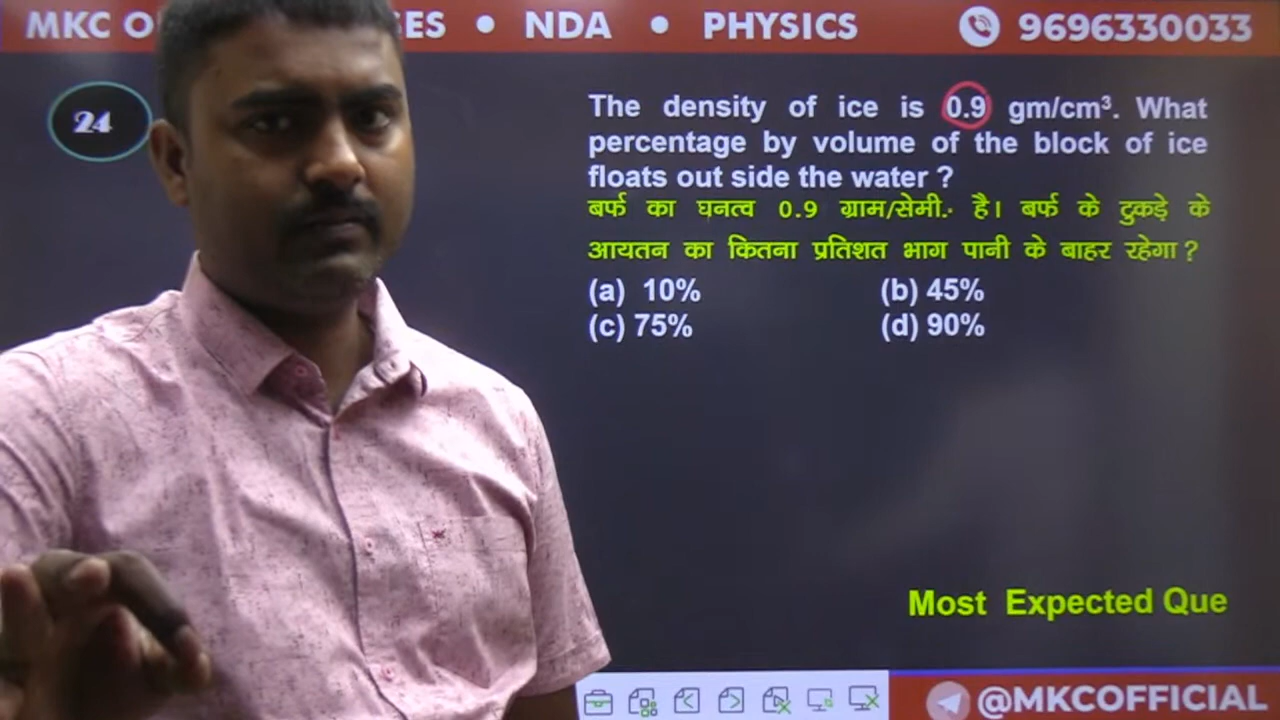 MKC O
CES • NDA • PHYSICS
9696330033
24
The density of ice is 0.9 gm/cm³. What
percentage by volume of the block of ice
floats out side the water ?
बर्फ का घनत्व 0.9 ग्राम/सेमी.· है। बर्फ के टुकड़े के
आयतन का कितना प्रतिशत भाग पानी के बाहर रहेगा ?
(a) 10% (b) 45%
(c) 75% (d) 90%
Most Expected Que
@MKCOFFICIAL